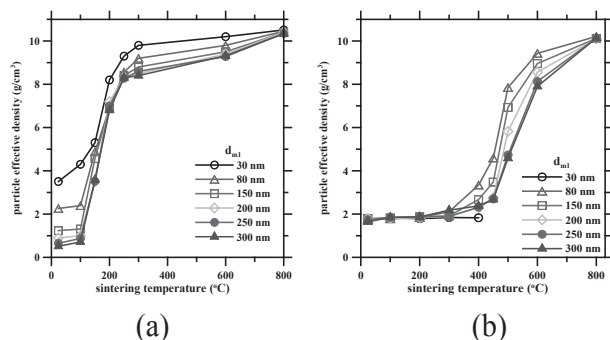 (a)
particle effective density (g/cm³)
10
8
6
4
2
0
d_m1
30 nm
80 nm
150 nm
200 nm
250 nm
300 nm
0 200 400 600 800
sintering temperature (°C)
(a)
(b)
particle effective density (g/cm³)
10
8
6
4
2
0
d_m1
30 nm
80 nm
150 nm
200 nm
250 nm
300 nm
0 200 400 600 800
sintering temperature (°C)
(b)